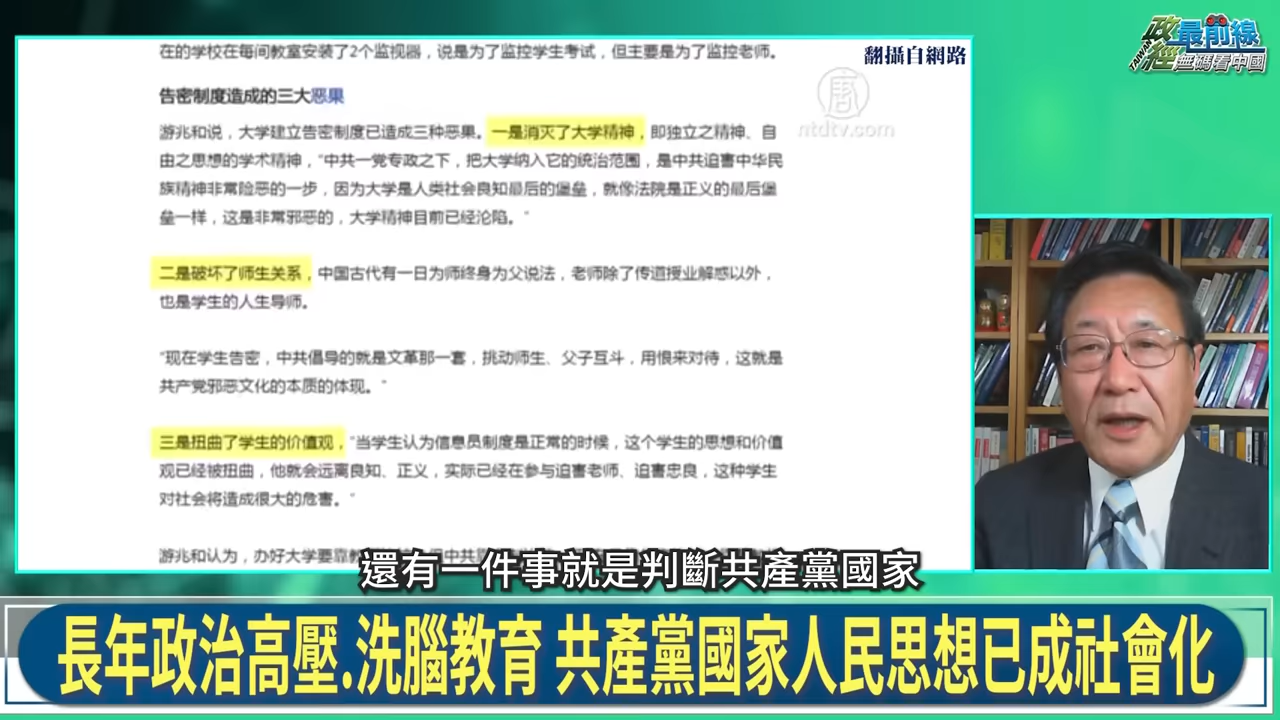 在的学校在每间教室安装了2个监视器，说是为了监控学生考试，但主要是为了监控老师。
翻攝自網路
政經最前線
TAIWAN
無碼看中國
唐
ntdtv.com
告密制度造成的三大恶果
游兆和说，大学建立告密制度已造成三种恶果。一是消灭了大学精神，即独立之精神、自
由之思想的学术精神，“中共一党专政之下，把大学纳入它的统治范围，是中共迫害中华民
族精神非常险恶的一步，因为大学是人类社会良知最后的堡垒，就像法院是正义的最后堡
垒一样，这是非常邪恶的，大学精神目前已经沦陷。”
二是破坏了师生关系，中国古代有一日为师终身为父说法，老师除了传道授业解惑以外，
也是学生的人生导师。
“现在学生告密，中共倡导的就是文革那一套，挑动师生、父子互斗，用恨来对待，这就是
共产党邪恶文化的本质的体现。”
三是扭曲了学生的价值观，“当学生认为信息员制度是正常的时候，这个学生的思想和价值
观已经被扭曲，他就会远离良知、正义，实际已经在参与迫害老师、迫害忠良，这种学生
对社会将造成很大的危害。”
游兆和认为，办好大学要靠教
還有一件事就是判斷共產黨國家
長年政治高壓.洗腦教育 共產黨國家人民思想已成社會化